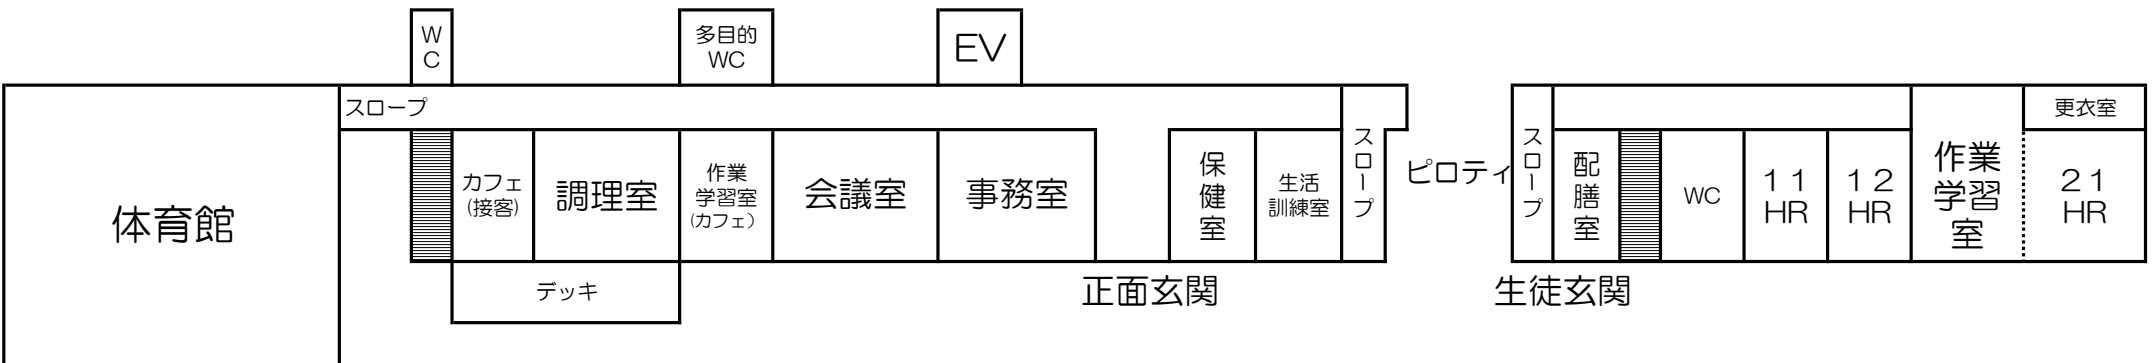 WC
多目的
WC
EV
体育館
スロープ
カフェ
(接客)
調理室
作業
学習室
(カフェ)
会議室
事務室
保健室
生活
訓練室
スロープ
ピロティ
スロープ
配膳室
WC
11
HR
12
HR
作業
学習
室
更衣室
21
HR
デッキ
正面玄関
生徒玄関